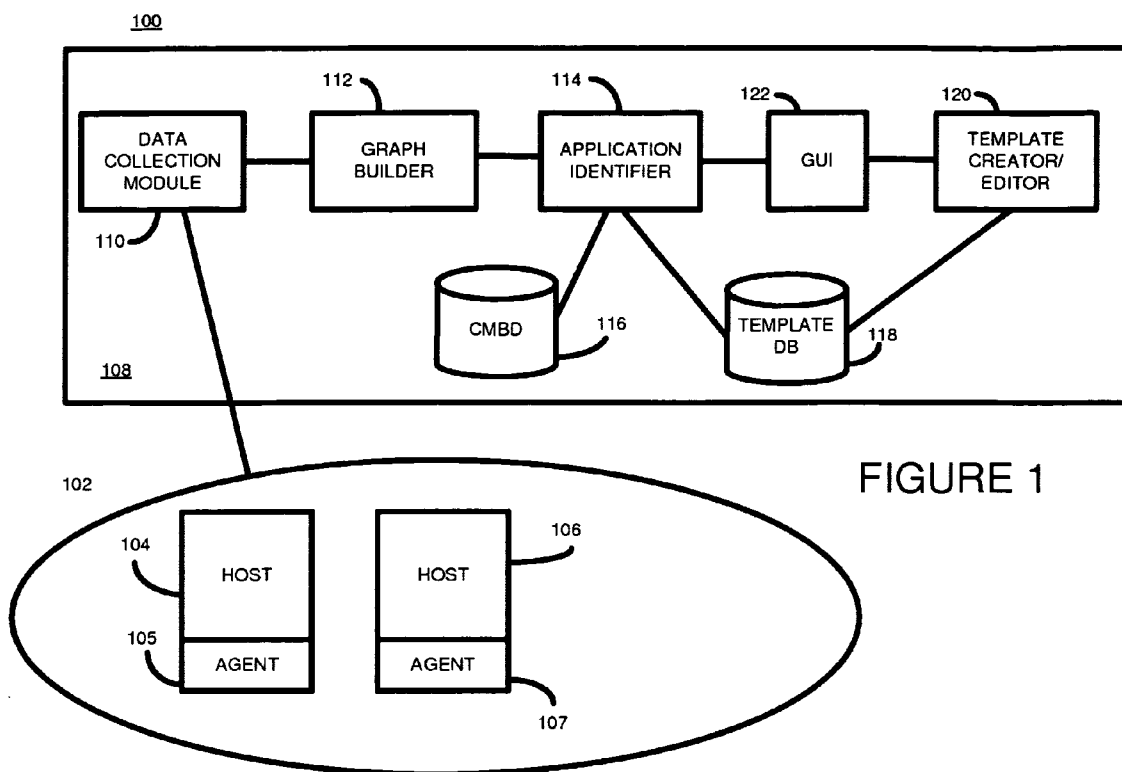 100
112
114
122
120
DATA
COLLECTION
MODULE
GRAPH
BUILDER
APPLICATION
IDENTIFIER
GUI
TEMPLATE
CREATOR/
EDITOR
110
CMBD
116
TEMPLATE
DB
118
108
FIGURE 1
102
104
HOST
HOST
106
105
AGENT
AGENT
107